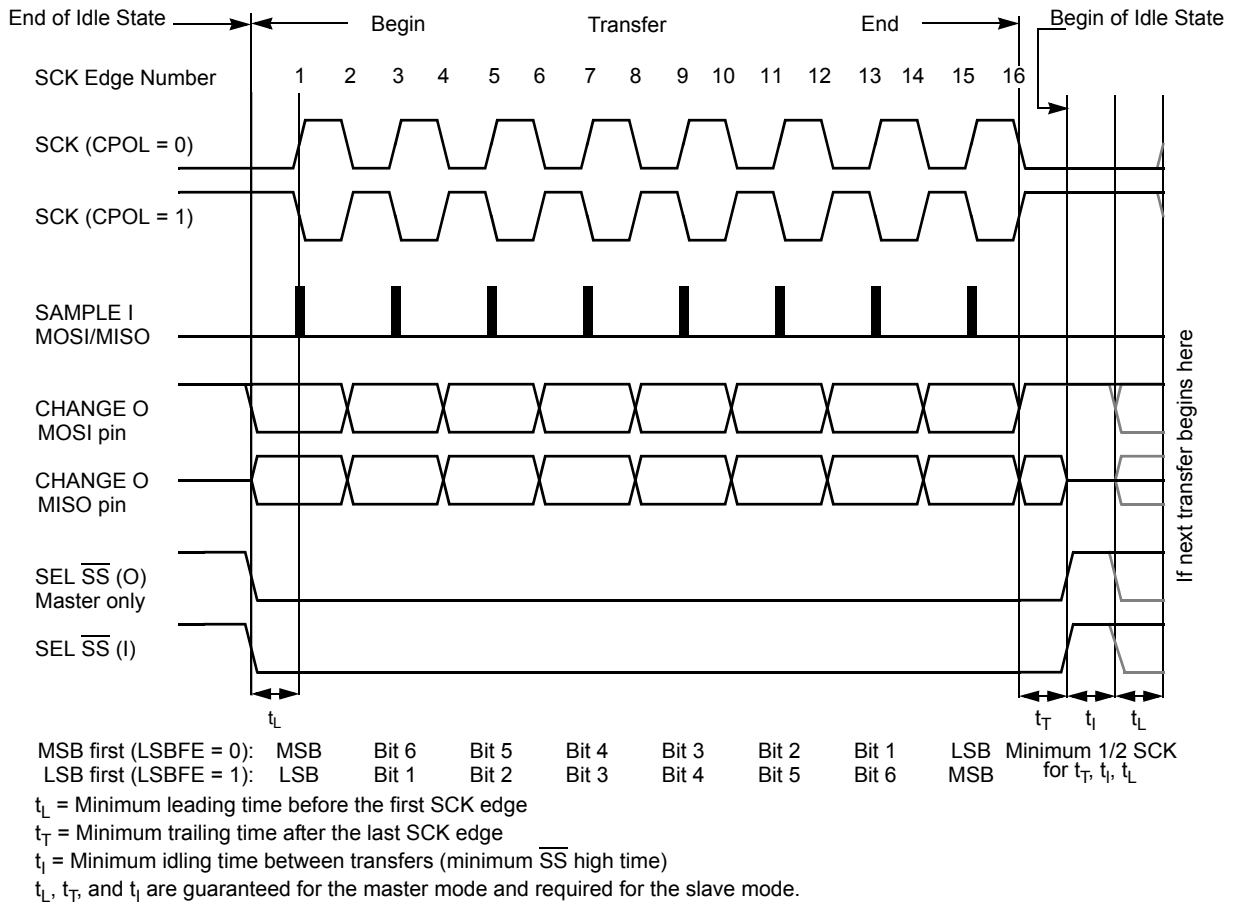 End of Idle State
Begin
Transfer
End
Begin of Idle State
SCK Edge Number
1 2 3 4 5 6 7 8 9 10 11 12 13 14 15 16
SCK (CPOL = 0)
SCK (CPOL = 1)
SAMPLE I
MOSI/MISO
CHANGE O
MOSI pin
CHANGE O
MISO pin
SEL S̅S̅ (O)
Master only
SEL S̅S̅ (I)
If next transfer begins here
tL
tT tI tL
MSB first (LSBFE = 0): MSB Bit 6 Bit 5 Bit 4 Bit 3 Bit 2 Bit 1 LSB
LSB first (LSBFE = 1): LSB Bit 1 Bit 2 Bit 3 Bit 4 Bit 5 Bit 6 MSB
Minimum 1/2 SCK
for tT, tI, tL
tL = Minimum leading time before the first SCK edge
tT = Minimum trailing time after the last SCK edge
tI = Minimum idling time between transfers (minimum S̅S̅ high time)
tL, tT, and tI are guaranteed for the master mode and required for the slave mode.